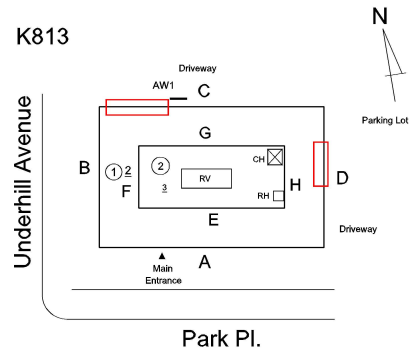 N
K813
Driveway
AW1
C
Parking Lot
Underhill Avenue
G
CH
B
1 2
2
RV
D
F
3
H
RH
E
Driveway
A
Main
Entrance
Park Pl.